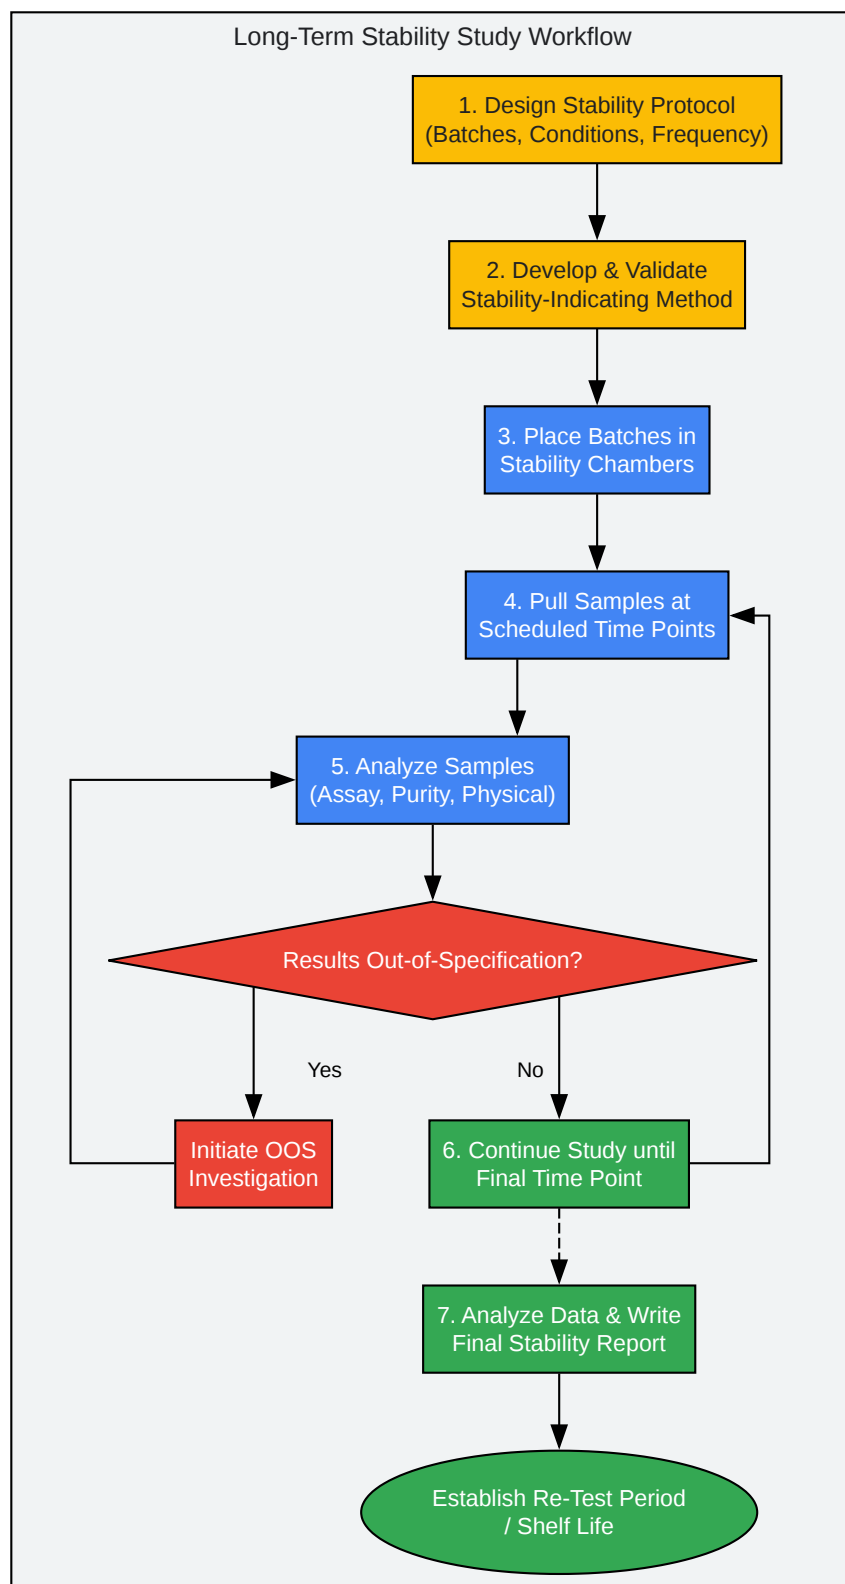 Long-Term Stability Study Workflow
1. Design Stability Protocol
(Batches, Conditions, Frequency)
2. Develop & Validate
Stability-Indicating Method
3. Place Batches in
Stability Chambers
4. Pull Samples at
Scheduled Time Points
5. Analyze Samples
(Assay, Purity, Physical)
Results Out-of-Specification?
Yes
No
Initiate OOS
Investigation
6. Continue Study until
Final Time Point
7. Analyze Data & Write
Final Stability Report
Establish Re-Test Period
/ Shelf Life